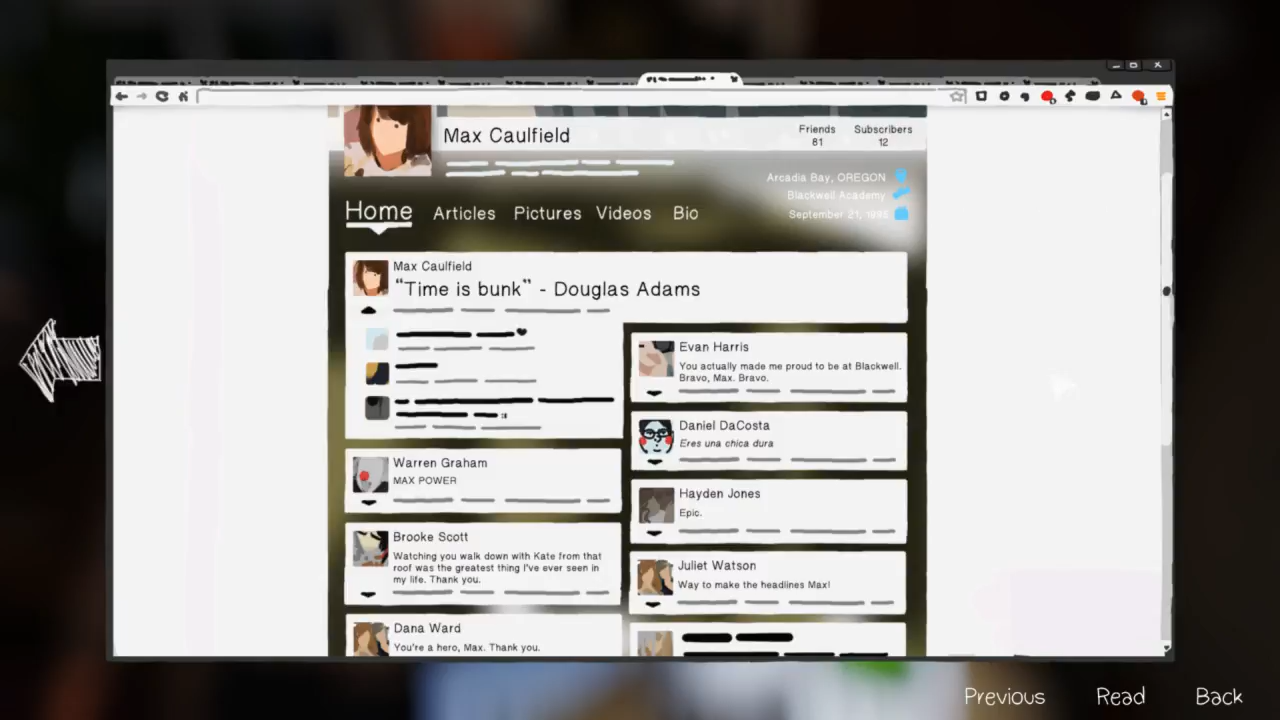 Max Caulfield
Friends
61
Subscribers
12
Arcadia Bay, OREGON
Blackwell Academy
September 21, 1995
Home Articles Pictures Videos Bio
Max Caulfield
“Time is bunk” - Douglas Adams
Evan Harris
You actually made me proud to be at Blackwell.
Bravo, Max. Bravo.
Daniel DaCosta
Eres una chica dura
Warren Graham
MAX POWER
Hayden Jones
Epic.
Brooke Scott
Watching you walk down with Kate from that
roof was the greatest thing I've ever seen in
my life. Thank you.
Juliet Watson
Way to make the headlines Max!
Dana Ward
You're a hero, Max. Thank you.
Previous Read Back